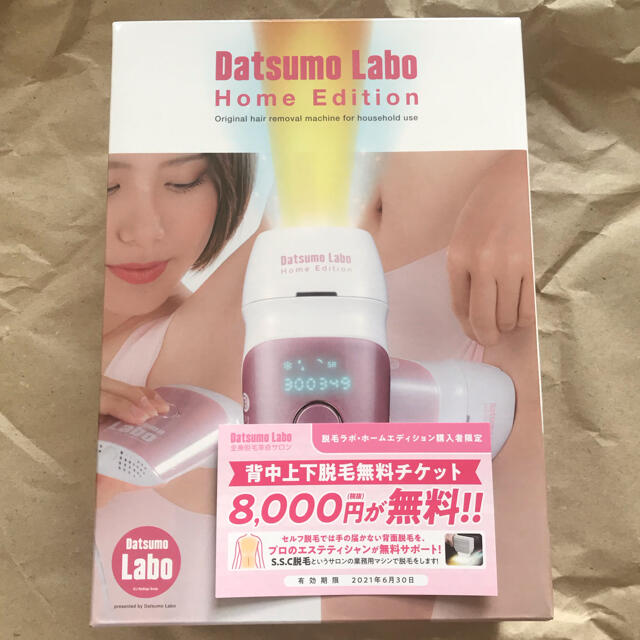 Datsumo Labo
Home Edition
Original hair removal machine for household use
Datsumo Labo
Home Edition
SR
300349
Datsumo
Labo
Datsumo Labo
全身脱毛専門サロン
脱毛ラボ・ホームエディション購入者限定
背中上下脱毛無料チケット
8,000円(税抜)が無料!!
セルフ脱毛では手の届かない背面脱毛を、
プロのエステティシャンが無料サポート!
S.S.C脱毛というサロンの業務用マシンで脱毛をします!
有効期限 2021年6月30日
Datsumo
Labo
presented by Datsumo Labo